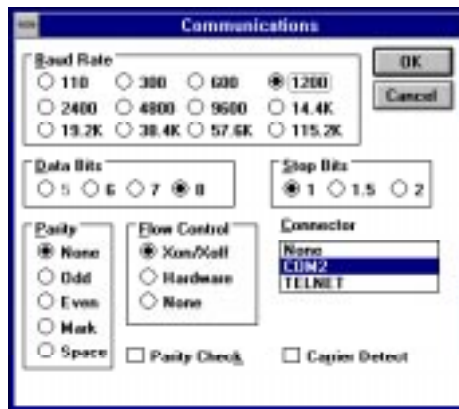 Communications
Baud Rate
110 300 600 1200
2400 4800 9600 14.4K
19.2K 38.4K 57.6K 115.2K
OK
Cancel
Data Bits
5 6 7 8
Stop Bits
1 1.5 2
Parity
None
Odd
Even
Mark
Space
Flow Control
Xon/Xoff
Hardware
None
Connector
None
COM2
TELNET
Parity Check
Carrier Detect